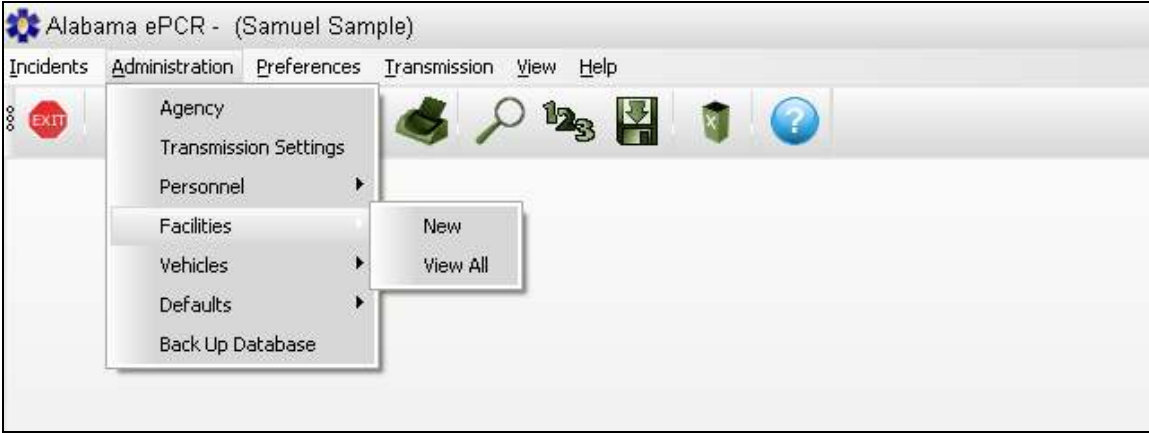 Alabama ePCR -  (Samuel Sample)
Incidents Administration Preferences Transmission View Help
EXIT
123
X
?
Agency
Transmission Settings
Personnel
Facilities
New
Vehicles
View All
Defaults
Back Up Database